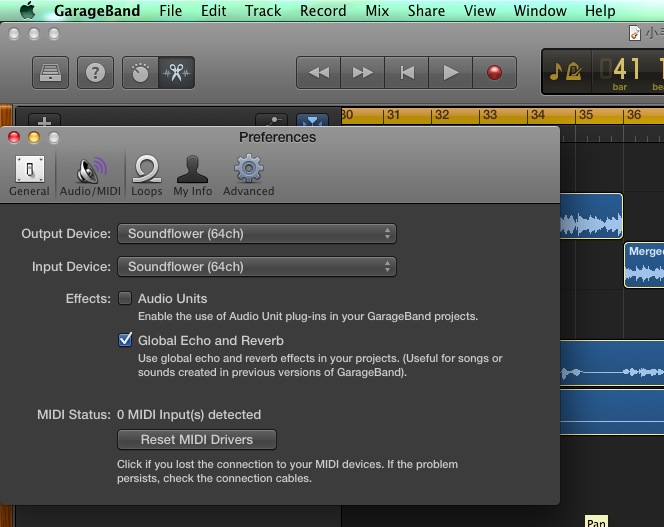 GarageBand File Edit Track Record Mix Share View Window Help
小
41
bar
30 31 32 33 34 35 36
Preferences
General Audio/MIDI Loops My Info Advanced
Output Device: Soundflower (64ch)
Merge
Input Device: Soundflower (64ch)
Effects: Audio Units
Enable the use of Audio Unit plug-ins in your GarageBand projects.
Global Echo and Reverb
Use global echo and reverb effects in your projects. (Useful for songs or
sounds created in previous versions of GarageBand).
MIDI Status: 0 MIDI Input(s) detected
Reset MIDI Drivers
Click if you lost the connection to your MIDI devices. If the problem
persists, check the connection cables.
Pan